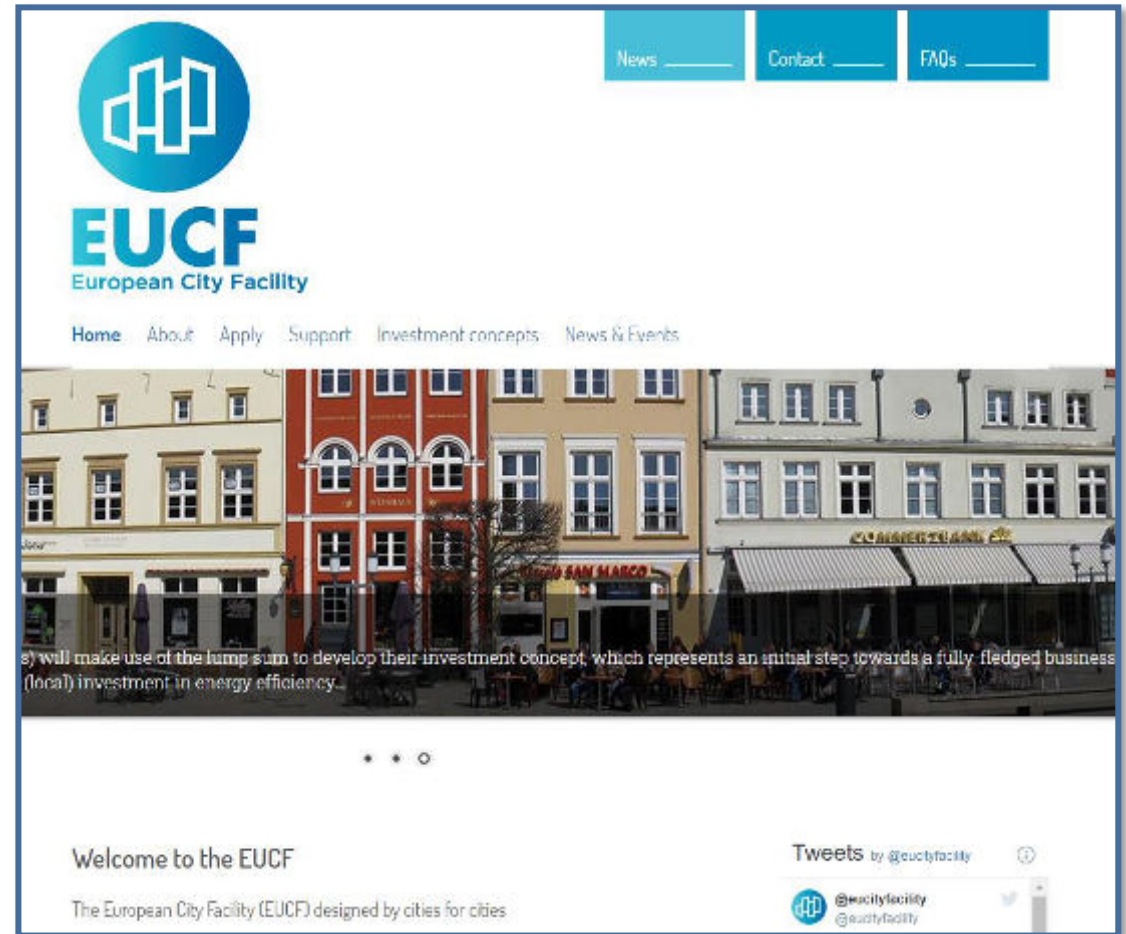 News
Contact
FAQs
EUCF
European City Facility
Home About Apply Support Investment concepts News & Events
COMMERZBANK
SAN MARCO
s) will make use of the lump sum to develop their investment concept, which represents an initial step towards a fully-fledged business
(local) investment in energy efficiency.
Welcome to the EUCF
Tweets by @eucityfacility
The European City Facility (EUCF) designed by cities for cities
@eucityfacility
@eucityfacility